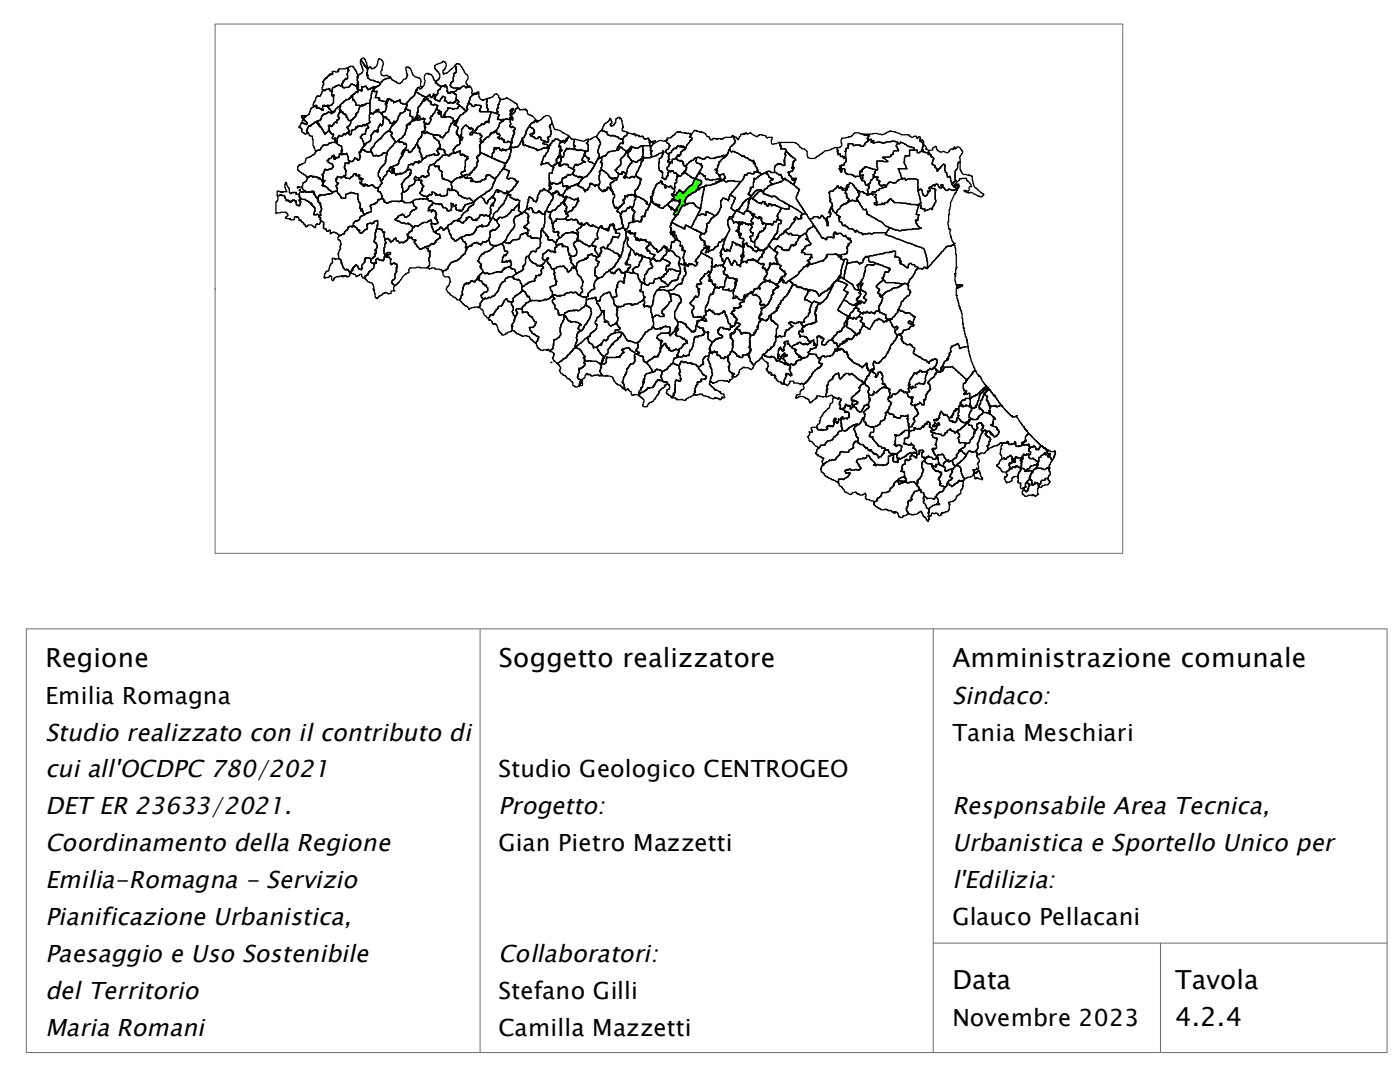 Regione
Emilia Romagna
Studio realizzato con il contributo di
cui all'OCDPC 780/2021
DET ER 23633/2021.
Coordinamento della Regione
Emilia-Romagna - Servizio
Pianificazione Urbanistica,
Paesaggio e Uso Sostenibile
del Territorio
Maria Romani
Soggetto realizzatore
Studio Geologico CENTROGEO
Progetto:
Gian Pietro Mazzetti
Collaboratori:
Stefano Gilli
Camilla Mazzetti
Amministrazione comunale
Sindaco:
Tania Meschiari
Responsabile Area Tecnica,
Urbanistica e Sportello Unico per
l'Edilizia:
Glauco Pellacani
Data
Novembre 2023
Tavola
4.2.4